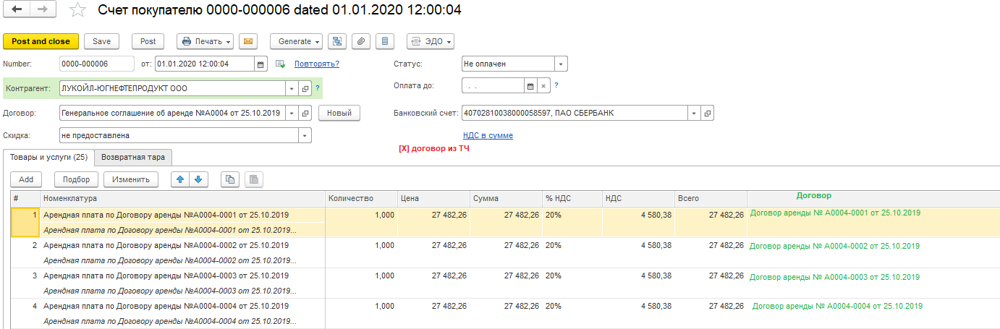 Счет покупателю 0000-000006 dated 01.01.2020 12:00:04
Post and close Save Post Печать Generate ЭДО
Number: 0000-000006 от: 01.01.2020 12:00:04 Повторять? Статус: Не оплачен
Контрагент: ЛУКОЙЛ-ЮГНЕФТЕПРОДУКТ ООО ? Оплата до: . . ?
Договор: Генеральное соглашение об аренде №А0004 от 25.10.2019 Новый Банковский счет: 40702810038000058597, ПАО СБЕРБАНК
Скидка: не предоставлена НДС в сумме
[X] договор из ТЧ
Товары и услуги (25) Возвратная тара
Add Подбор Изменить
# Номенклатура Количество Цена Сумма % НДС НДС Всего Договор
1 Арендная плата по Договору аренды №А0004-0001 от 25.10.2019 1,000 27 482,26 27 482,26 20% 4 580,38 27 482,26 Договор аренды № А0004-0001 от 25.10.2019
Арендная плата по Договору аренды №А0004-0001 от 25.10.2019...
2 Арендная плата по Договору аренды №А0004-0002 от 25.10.2019 1,000 27 482,26 27 482,26 20% 4 580,38 27 482,26 Договор аренды № А0004-0002 от 25.10.2019
Арендная плата по Договору аренды №А0004-0002 от 25.10.2019...
3 Арендная плата по Договору аренды №А0004-0003 от 25.10.2019 1,000 27 482,26 27 482,26 20% 4 580,38 27 482,26 Договор аренды № А0004-0003 от 25.10.2019
Арендная плата по Договору аренды №А0004-0003 от 25.10.2019...
4 Арендная плата по Договору аренды №А0004-0004 от 25.10.2019 1,000 27 482,26 27 482,26 20% 4 580,38 27 482,26 Договор аренды № А0004-0004 от 25.10.2019
Арендная плата по Договору аренды №А0004-0004 от 25.10.2019...